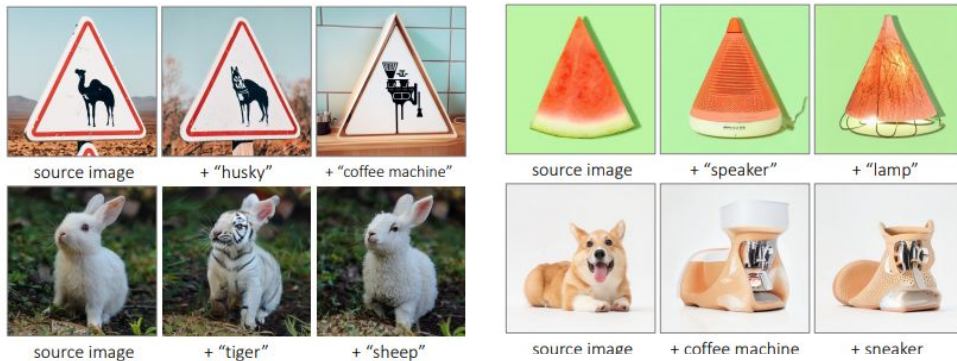 source image
+ “husky”
+ “coffee machine”
source image
+ “speaker”
+ “lamp”
source image
+ “tiger”
+ “sheep”
source image
+ coffee machine
+ sneaker